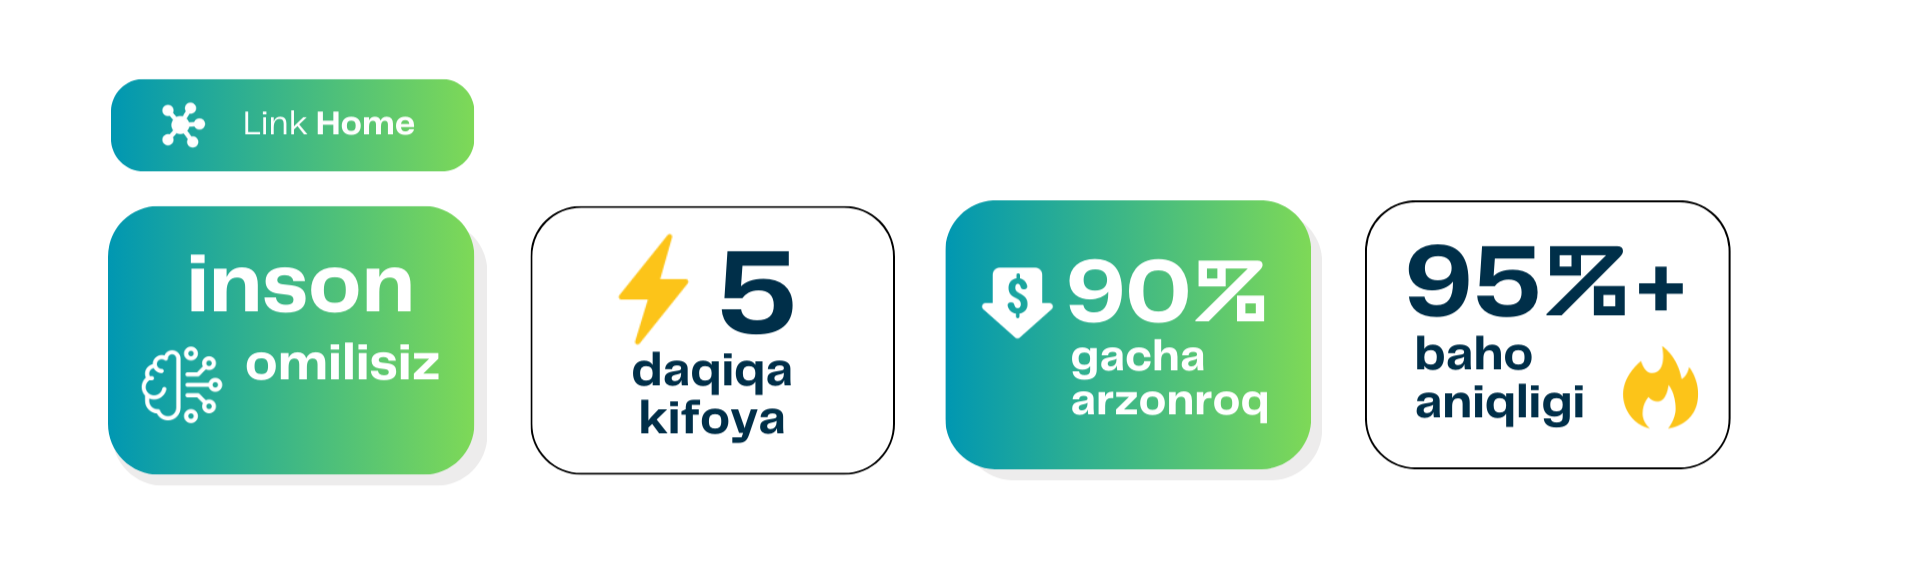 Link Home
inson
omilisiz
5
daqiqa
kifoya
$
90%
gacha
arzonroq
95%+
baho
aniqligi